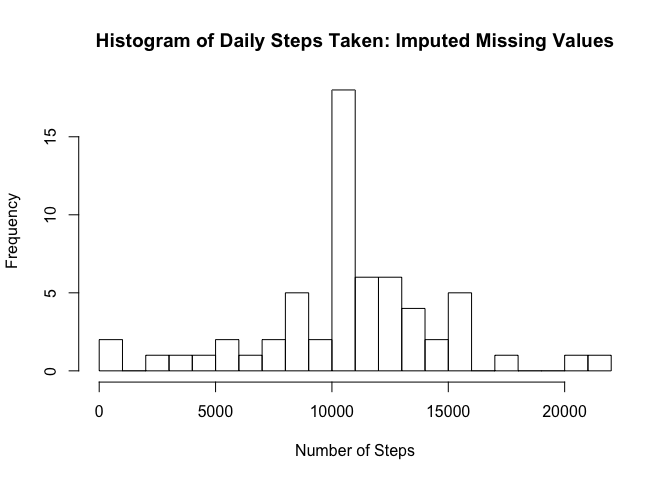 Histogram of Daily Steps Taken: Imputed Missing Values
Frequency
15
10
5
0
0 5000 10000 15000 20000
Number of Steps